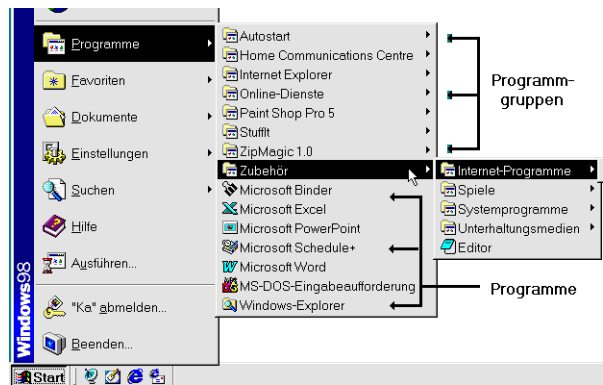 Programme
Favoriten
Dokumente
Einstellungen
Suchen
Hilfe
Ausführen...
"Ka" abmelden...
Beenden...
Windows98
Start
Autostart
Home Communications Centre
Internet Explorer
Online-Dienste
Paint Shop Pro 5
StuffIt
ZipMagic 1.0
Zubehör
Microsoft Binder
Microsoft Excel
Microsoft PowerPoint
Microsoft Schedule+
Microsoft Word
MS-DOS-Eingabeaufforderung
Windows-Explorer
Internet-Programme
Spiele
Systemprogramme
Unterhaltungsmedien
Editor
Programm-
gruppen
Programme